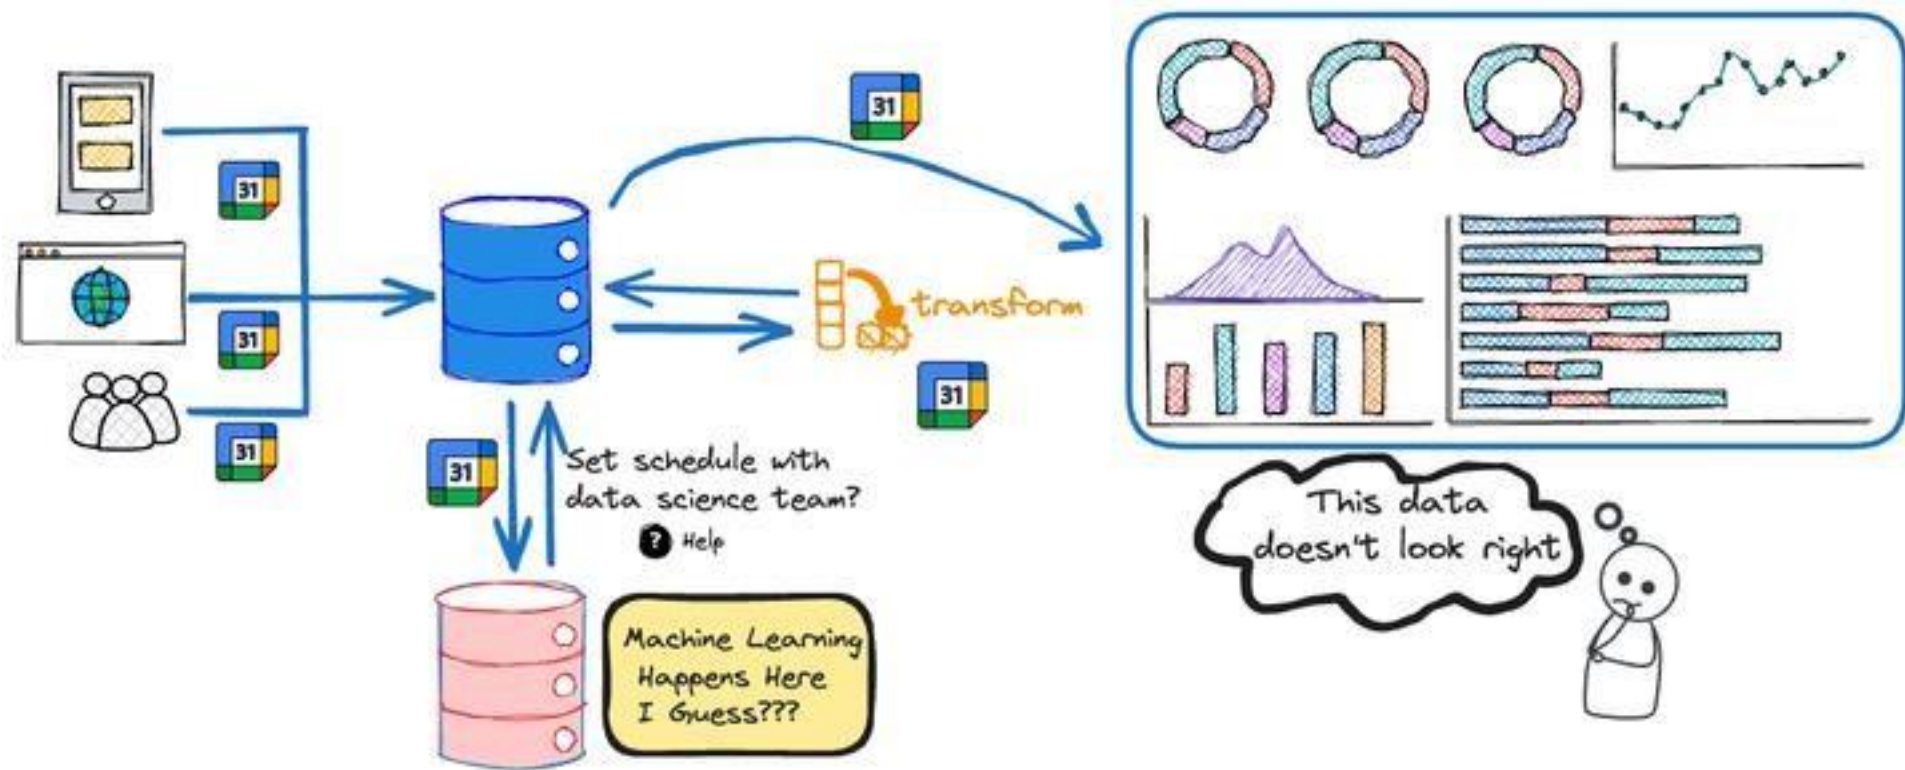 31
31
31
31
31
31
transform
Set schedule with
data science team?
? Help
Machine Learning
Happens Here
I Guess???
This data
doesn't look right